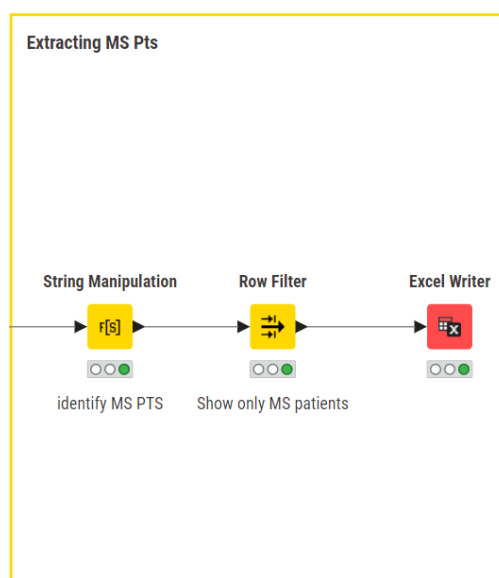 Extracting MS Pts
String Manipulation
Row Filter
Excel Writer
F[S]
X
identify MS PTS
Show only MS patients